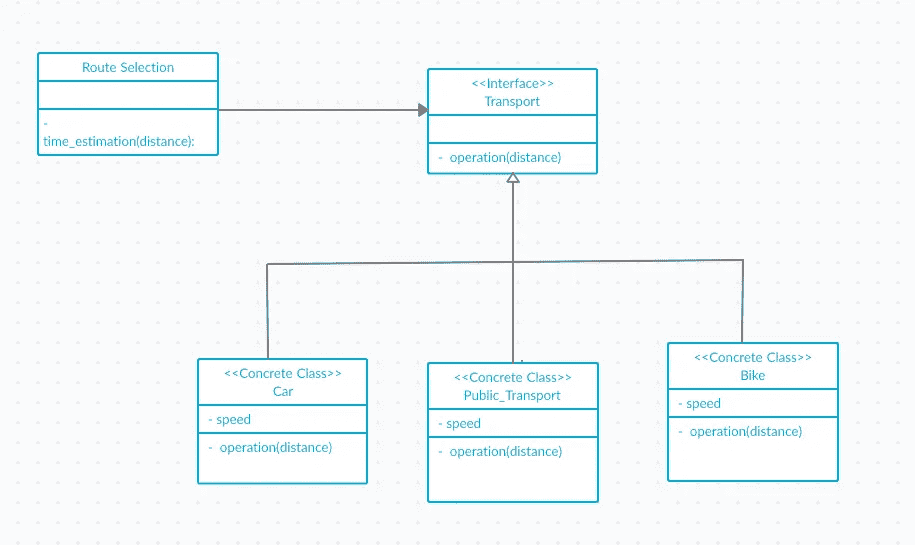 Route Selection
-
time_estimation(distance):
<<Interface>>
Transport
- operation(distance)
<<Concrete Class>>
Car
- speed
- operation(distance)
<<Concrete Class>>
Public_Transport
- speed
- operation(distance)
<<Concrete Class>>
Bike
- speed
- operation(distance)